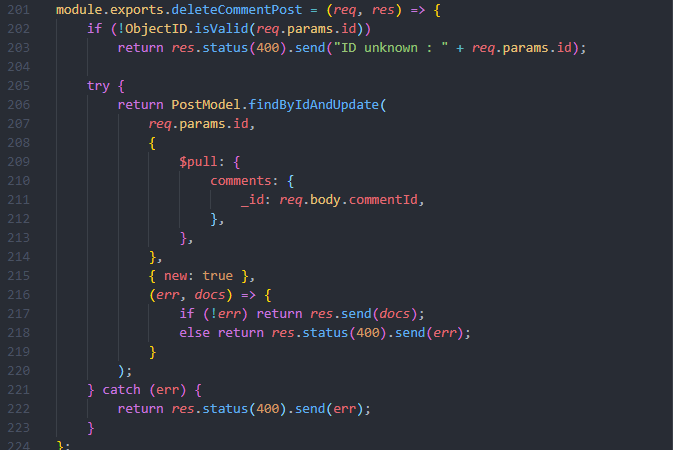 201 module.exports.deleteCommentPost = (req, res) => {
202 if (!ObjectID.isValid(req.params.id))
203 return res.status(400).send("ID unknown : " + req.params.id);
204
205 try {
206 return PostModel.findByIdAndUpdate(
207 req.params.id,
208 {
209 $pull: {
210 comments: {
211 _id: req.body.commentId,
212 },
213 },
214 },
215 { new: true },
216 (err, docs) => {
217 if (!err) return res.send(docs);
218 else return res.status(400).send(err);
219 }
220 );
221 } catch (err) {
222 return res.status(400).send(err);
223 }
224 };